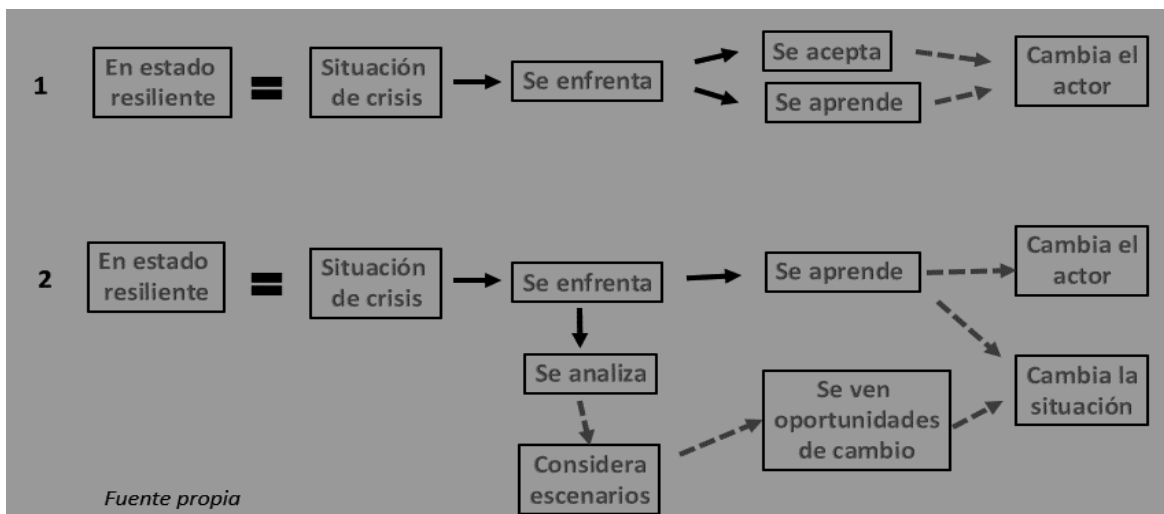 1
En estado
resiliente
=
Situación
de crisis
Se enfrenta
Se acepta
Se aprende
Cambia el
actor
2
En estado
resiliente
=
Situación
de crisis
Se enfrenta
Se aprende
Cambia el
actor
Se analiza
Considera
escenarios
Se ven
oportunidades
de cambio
Cambia la
situación
Fuente propia